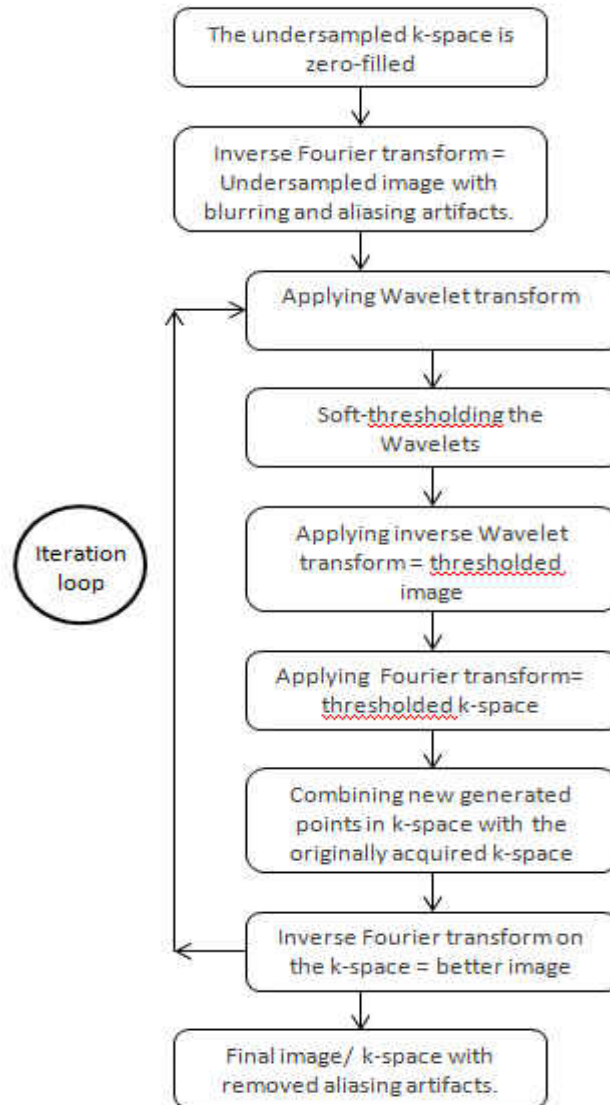 The undersampled k-space is
zero-filled
Inverse Fourier transform =
Undersampled image with
blurring and aliasing artifacts.
Applying Wavelet transform
Soft-thresholding the
Wavelets
Applying inverse Wavelet
transform = thresholded
image
Iteration
loop
Applying Fourier transform=
thresholded k-space
Combining new generated
points in k-space with the
originally acquired k-space
Inverse Fourier transform on
the k-space = better image
Final image/ k-space with
removed aliasing artifacts.